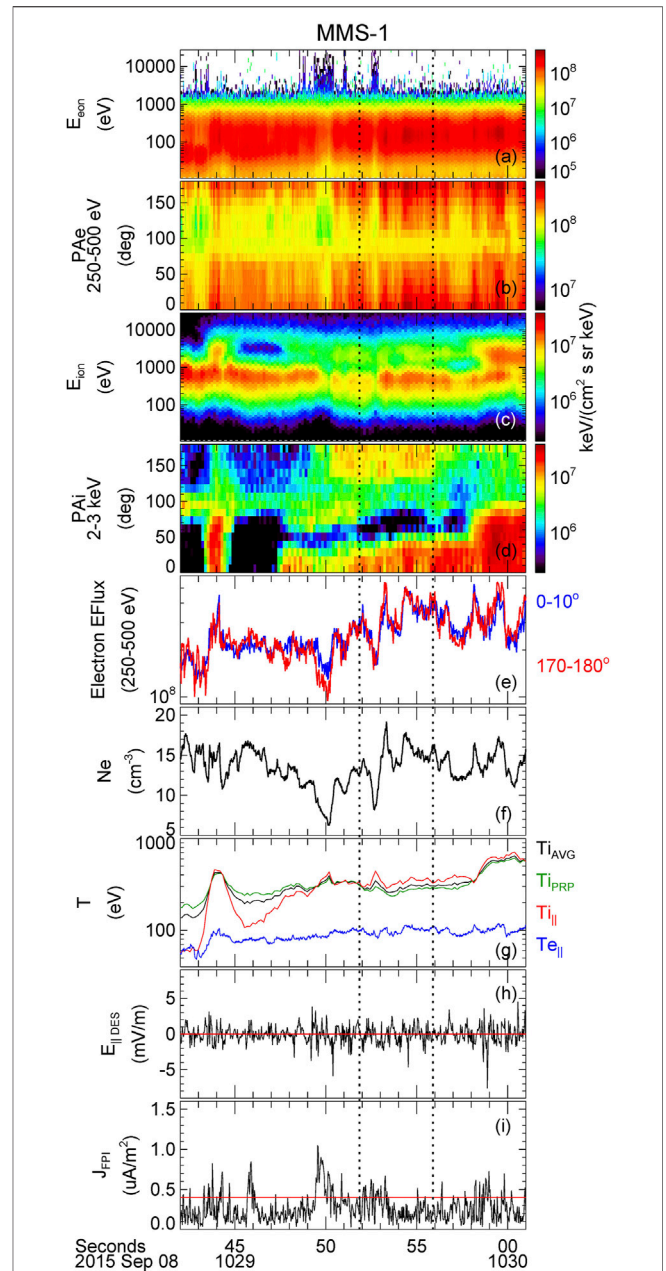 MMS-1
E_eon
(eV)
10000
1000
100
(a)
10^8
10^7
10^6
10^5
PAe
250-500 eV
(deg)
150
100
50
0
(b)
10^8
10^7
E_ion
(eV)
10000
1000
100
(c)
10^7
10^6
keV/(cm^2 s sr keV)
PAi
2-3 keV
(deg)
150
100
50
0
(d)
10^7
10^6
Electron EFlux
(250-500 eV)
10^8
(e)
0-10°
170-180°
Ne
(cm^-3)
20
15
10
5
(f)
T
(eV)
1000
100
(g)
Ti_AVG
Ti_PRP
Ti_||
Te_||
E_|| DES
(mV/m)
5
0
-5
(h)
J_FPI
(uA/m^2)
1.5
1.0
0.5
0.0
(i)
Seconds 45 50 55 00
2015 Sep 08 1029 1030